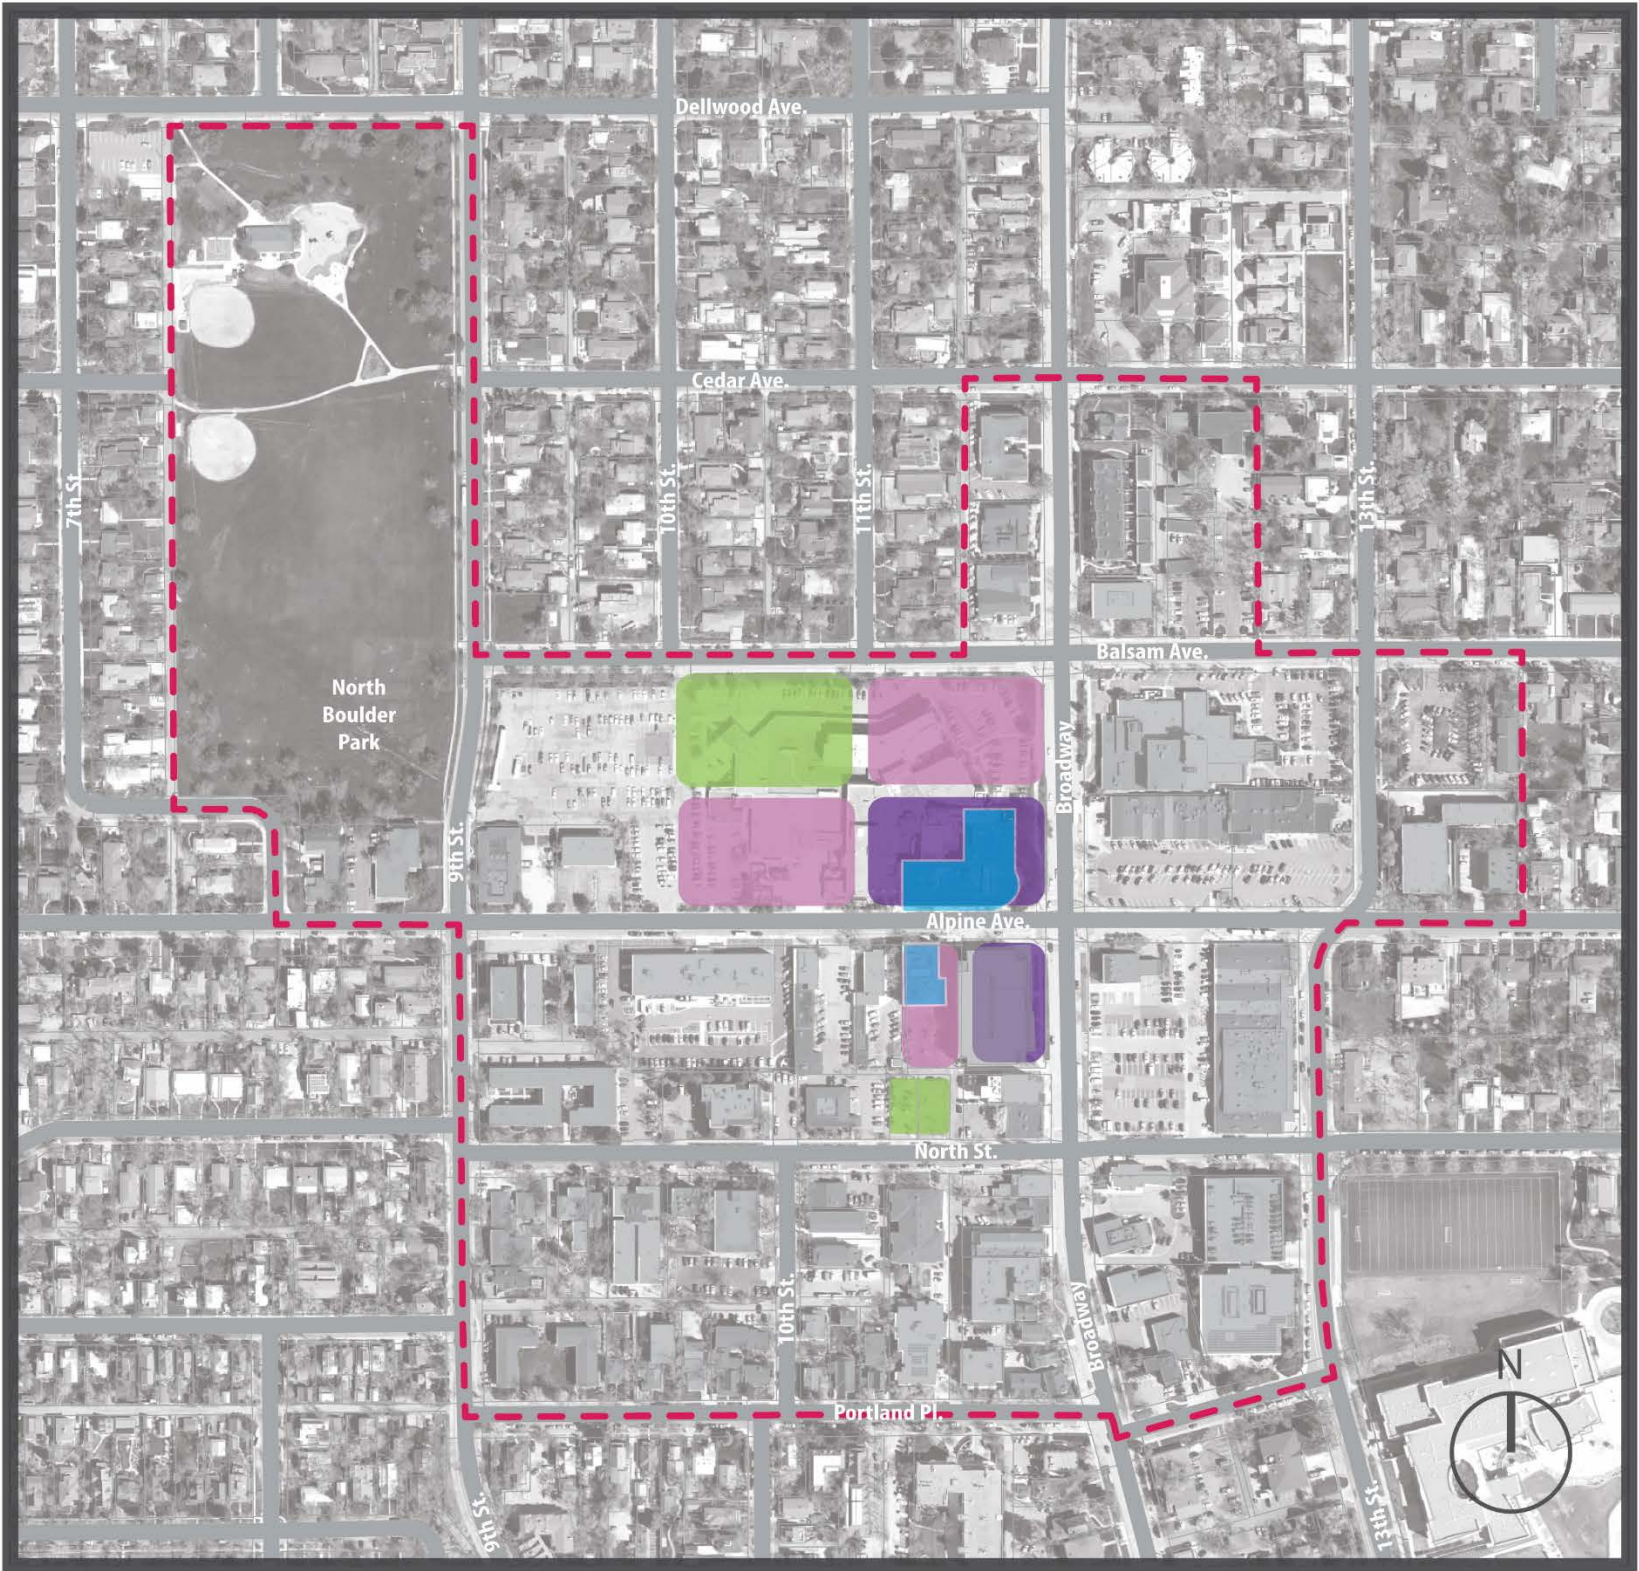 Dellwood Ave.
Cedar Ave.
7th St.
10th St.
11th St.
13th St.
Balsam Ave.
North
Boulder
Park
Broadway
9th St.
Alpine Ave.
North St.
10th St.
Broadway
N
Portland Pl.
9th St.
13th St.